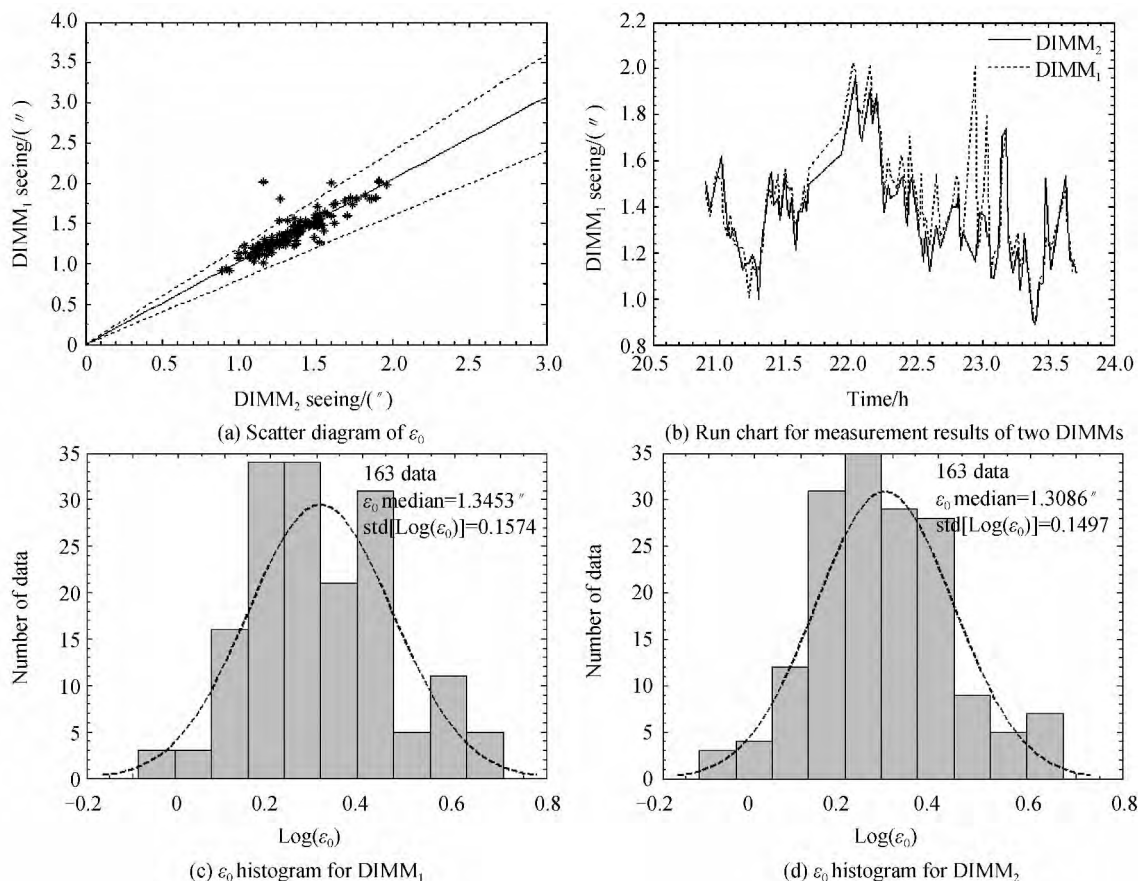 4.0
3.5
3.0
2.5
2.0
1.5
1.0
0.5
0
DIMM₁ seeing/(″)
0 0.5 1.0 1.5 2.0 2.5 3.0
DIMM₂ seeing/(″)
(a) Scatter diagram of ε₀
2.2
2.0
1.8
1.6
1.4
1.2
1.0
0.8
DIMM₁ seeing/(″)
DIMM₂
DIMM₁
20.5 21.0 21.5 22.0 22.5 23.0 23.5 24.0
Time/h
(b) Run chart for measurement results of two DIMMs
35
30
25
20
15
10
5
0
Number of data
163 data
ε₀ median=1.3453″
std[Log(ε₀)]=0.1574
−0.2 0 0.2 0.4 0.6 0.8
Log(ε₀)
(c) ε₀ histogram for DIMM₁
35
30
25
20
15
10
5
0
Number of data
163 data
ε₀ median=1.3086″
std[Log(ε₀)]=0.1497
−0.2 0 0.2 0.4 0.6 0.8
Log(ε₀)
(d) ε₀ histogram for DIMM₂